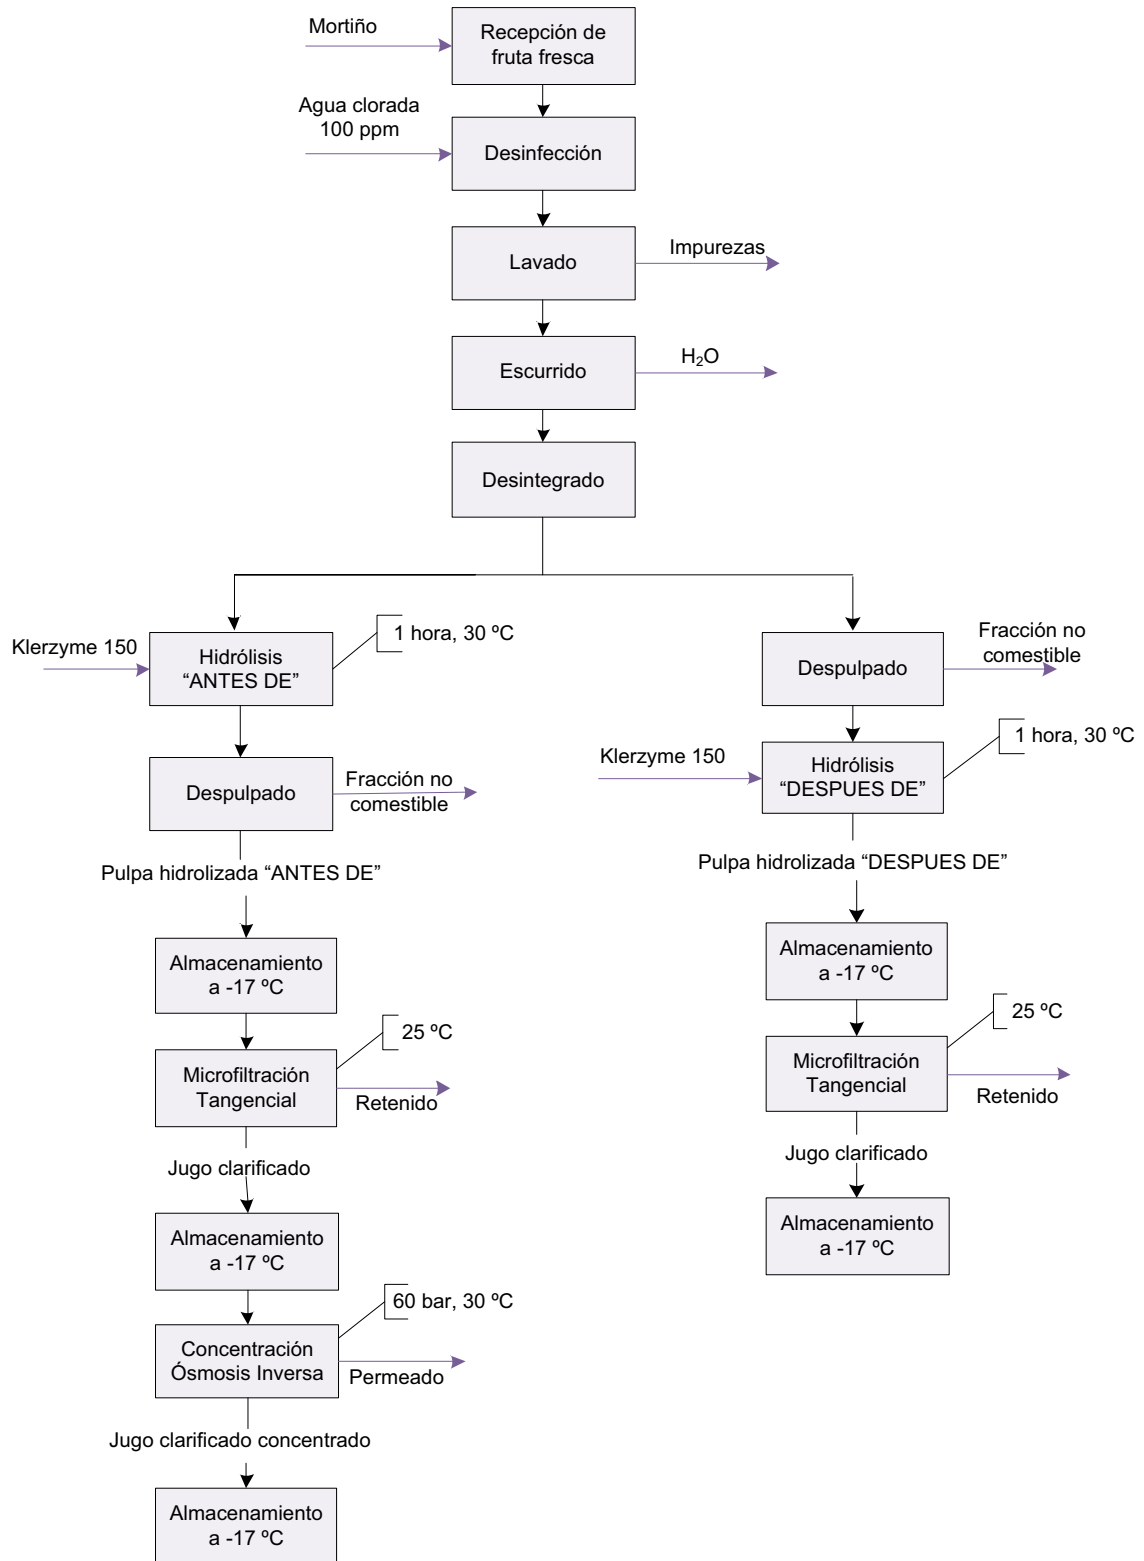 Mortiño
Recepción de
fruta fresca
Agua clorada
100 ppm
Desinfección
Lavado
Impurezas
Escurrido
H₂O
Desintegrado
Klerzyme 150
Hidrólisis
“ANTES DE”
1 hora, 30 ºC
Despulpado
Fracción no
comestible
Pulpa hidrolizada “ANTES DE”
Almacenamiento
a -17 ºC
Microfiltración
Tangencial
25 ºC
Retenido
Jugo clarificado
Almacenamiento
a -17 ºC
Concentración
Ósmosis Inversa
60 bar, 30 ºC
Permeado
Jugo clarificado concentrado
Almacenamiento
a -17 ºC
Despulpado
Fracción no
comestible
Klerzyme 150
Hidrólisis
“DESPUES DE”
1 hora, 30 ºC
Pulpa hidrolizada “DESPUES DE”
Almacenamiento
a -17 ºC
Microfiltración
Tangencial
25 ºC
Retenido
Jugo clarificado
Almacenamiento
a -17 ºC